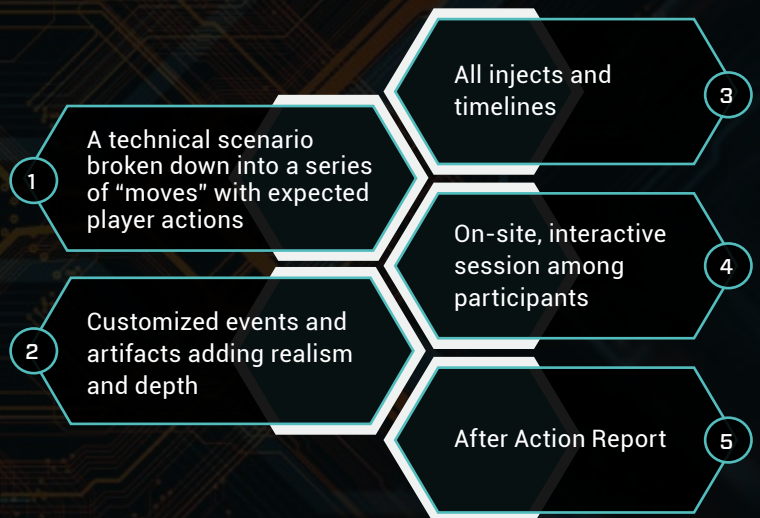 1
A technical scenario
broken down into a series
of “moves” with expected
player actions
2
Customized events and
artifacts adding realism
and depth
3
All injects and
timelines
4
On-site, interactive
session among
participants
5
After Action Report